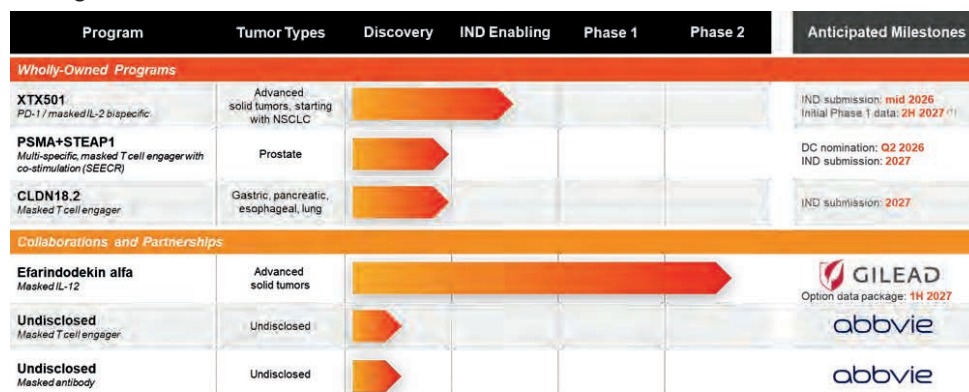 Program Tumor Types Discovery IND Enabling Phase 1 Phase 2 Anticipated Milestones
Wholly-Owned Programs
XTX501
PD-1 / masked IL-2 bispecific
Advanced
solid tumors, starting
with NSCLC
IND submission: mid 2026
Initial Phase 1 data: 2H 2027 (1)
PSMA+STEAP1
Multi-specific, masked T cell engager with
co-stimulation (SEECR)
Prostate
DC nomination: Q2 2026
IND submission: 2027
CLDN18.2
Masked T cell engager
Gastric, pancreatic,
esophageal, lung
IND submission: 2027
Collaborations and Partnerships
Efarindodekin alfa
Masked IL-12
Advanced
solid tumors
GILEAD
Option data package: 1H 2027
Undisclosed
Masked T cell engager
Undisclosed
abbvie
Undisclosed
Masked antibody
Undisclosed
abbvie